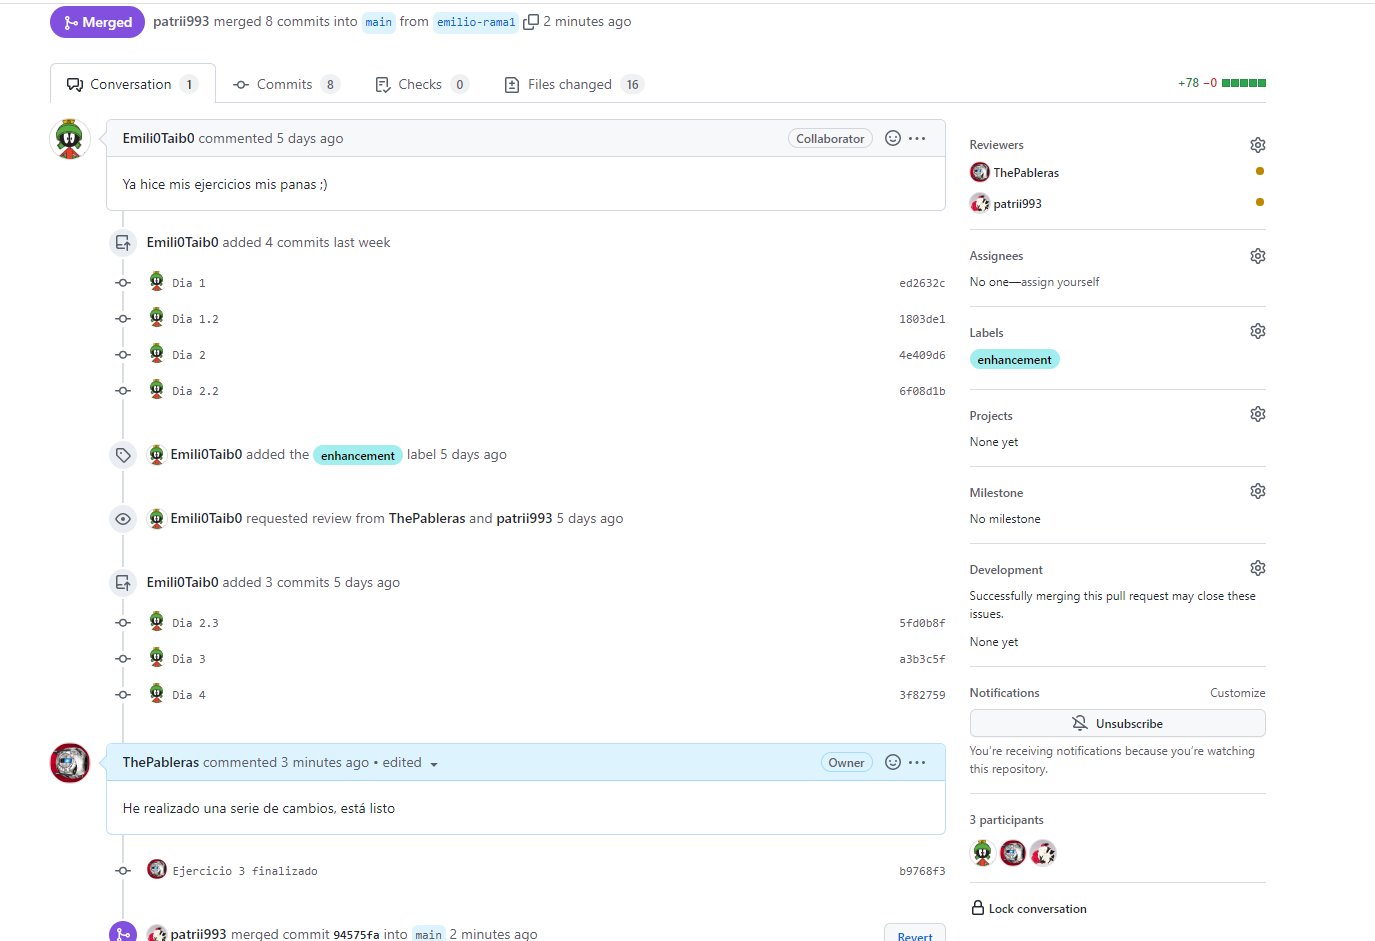 Merged patrii993 merged 8 commits into main from emilio-rama1 2 minutes ago
Conversation 1 Commits 8 Checks 0 Files changed 16 +78 −0
Emili0Taib0 commented 5 days ago Collaborator
Ya hice mis ejercicios mis panas ;)
Emili0Taib0 added 4 commits last week
Dia 1 ed2632c
Dia 1.2 1803de1
Dia 2 4e409d6
Dia 2.2 6f08d1b
Emili0Taib0 added the enhancement label 5 days ago
Emili0Taib0 requested review from ThePableras and patrii993 5 days ago
Emili0Taib0 added 3 commits 5 days ago
Dia 2.3 5fd0b8f
Dia 3 a3b3c5f
Dia 4 3f82759
ThePableras commented 3 minutes ago • edited Owner
He realizado una serie de cambios, está listo
Ejercicio 3 finalizado b9768f3
patrii993 merged commit 94575fa into main 2 minutes ago Revert
Reviewers
ThePableras
patrii993
Assignees
No one—assign yourself
Labels
enhancement
Projects
None yet
Milestone
No milestone
Development
Successfully merging this pull request may close these
issues.
None yet
Notifications Customize
Unsubscribe
You're receiving notifications because you're watching
this repository.
3 participants
Lock conversation